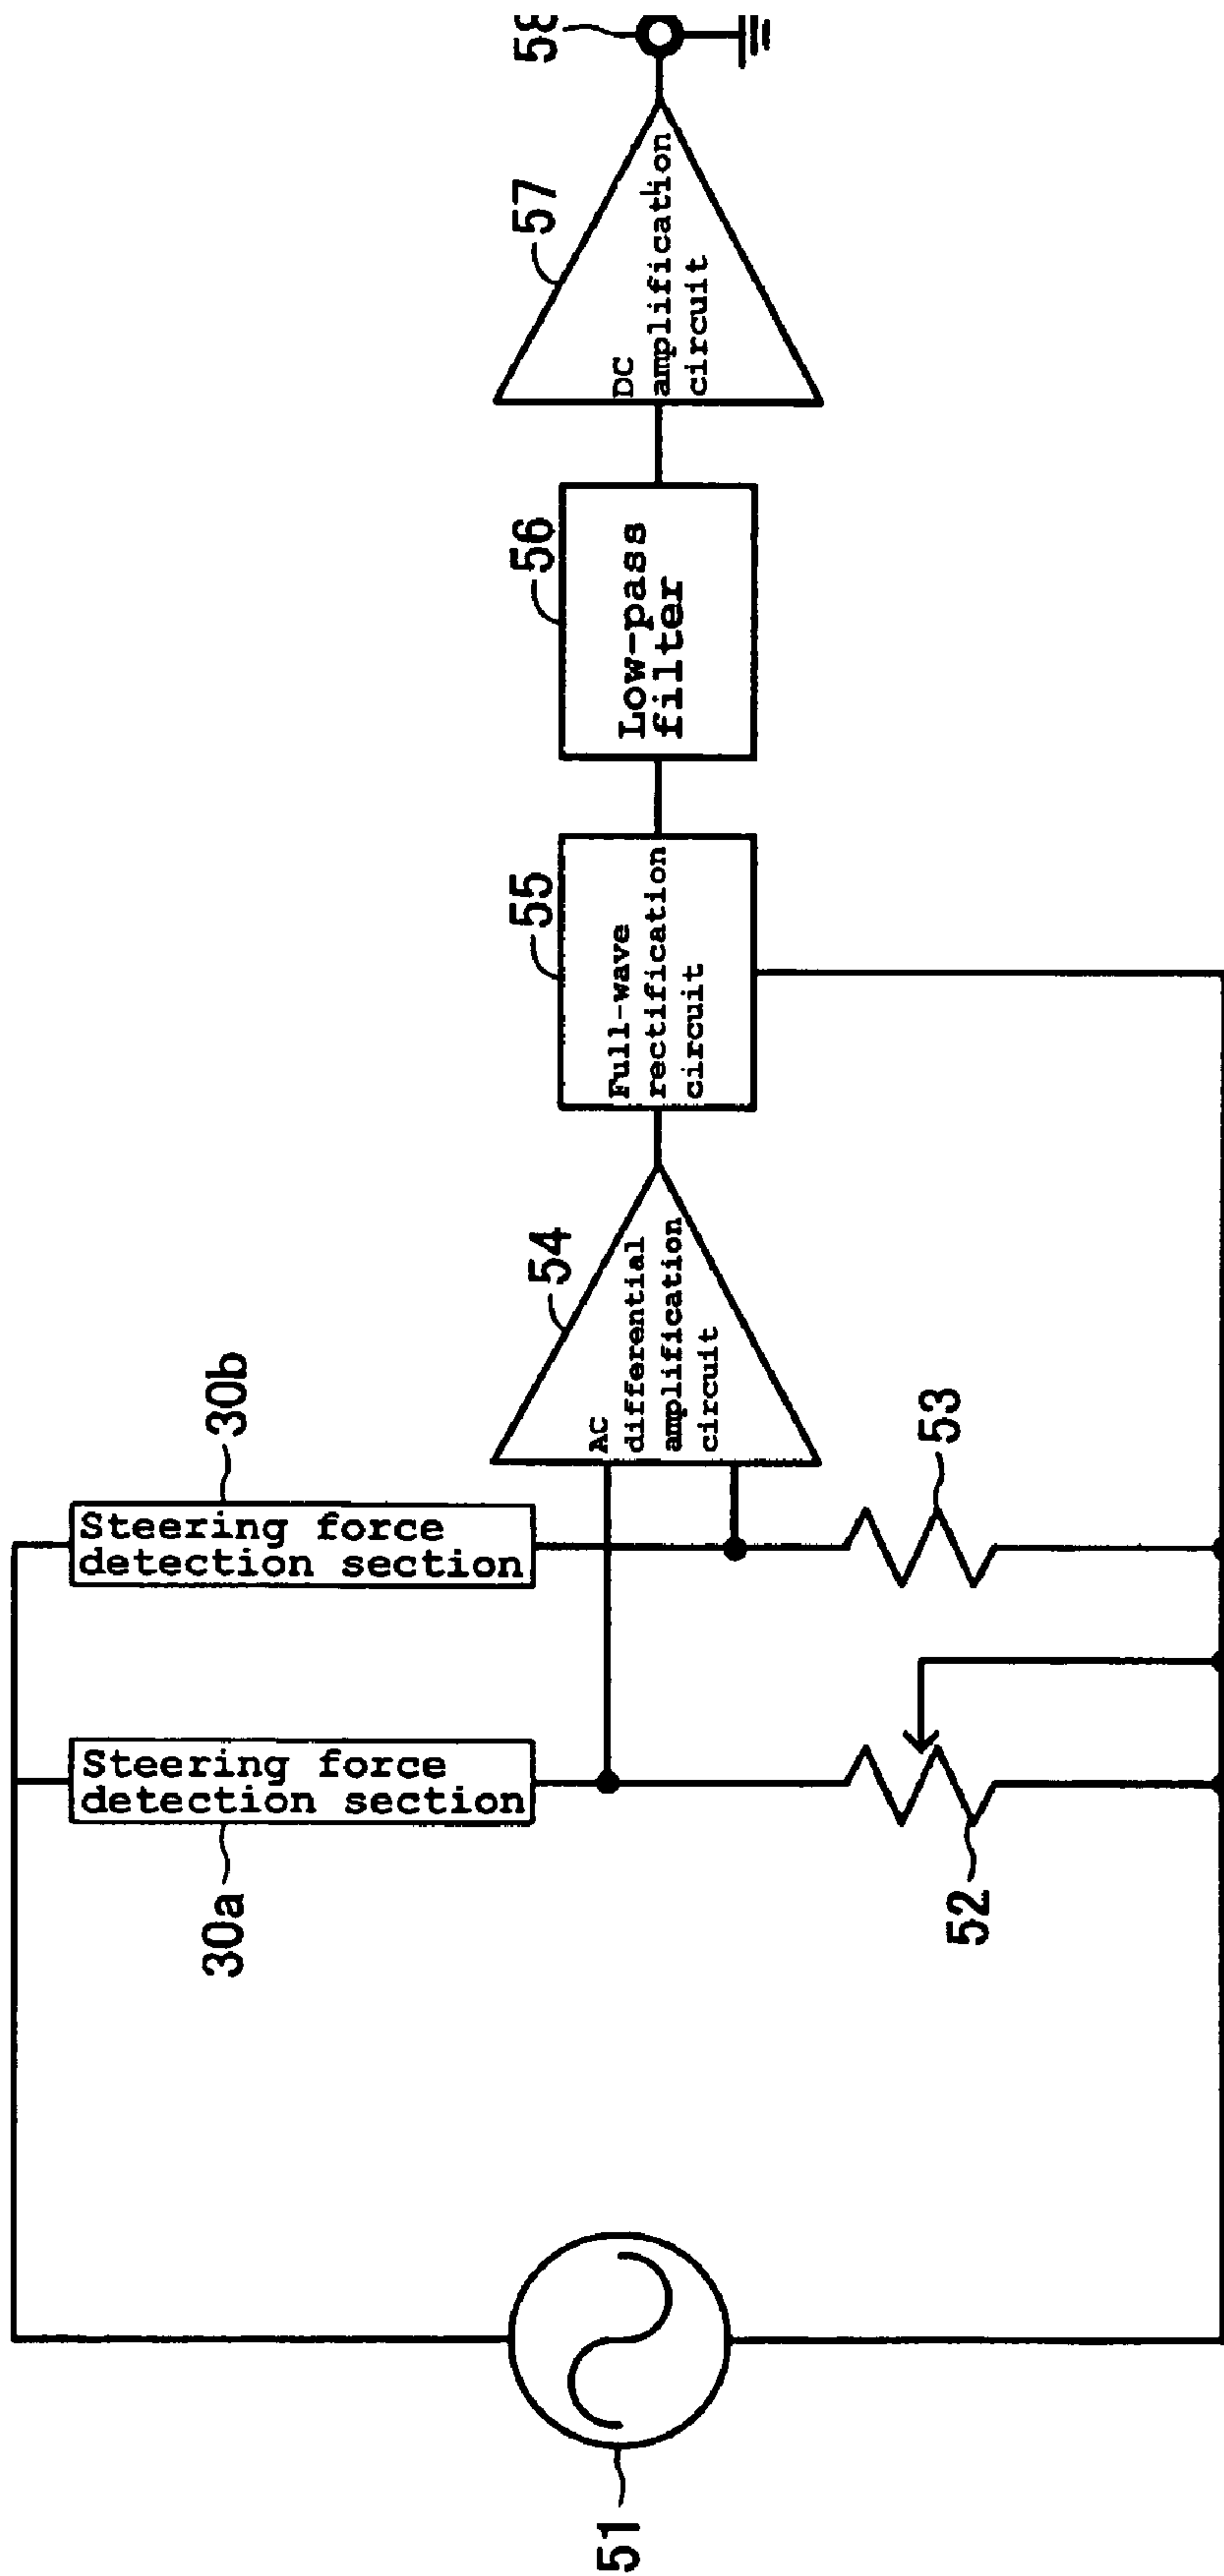 30a
30b
Steering force
detection section
Steering force
detection section
51
52
53
54
AC
differential
amplification
circuit
55
Full-wave
rectification
circuit
56
Low-pass
filter
57
DC
amplification
circuit
58